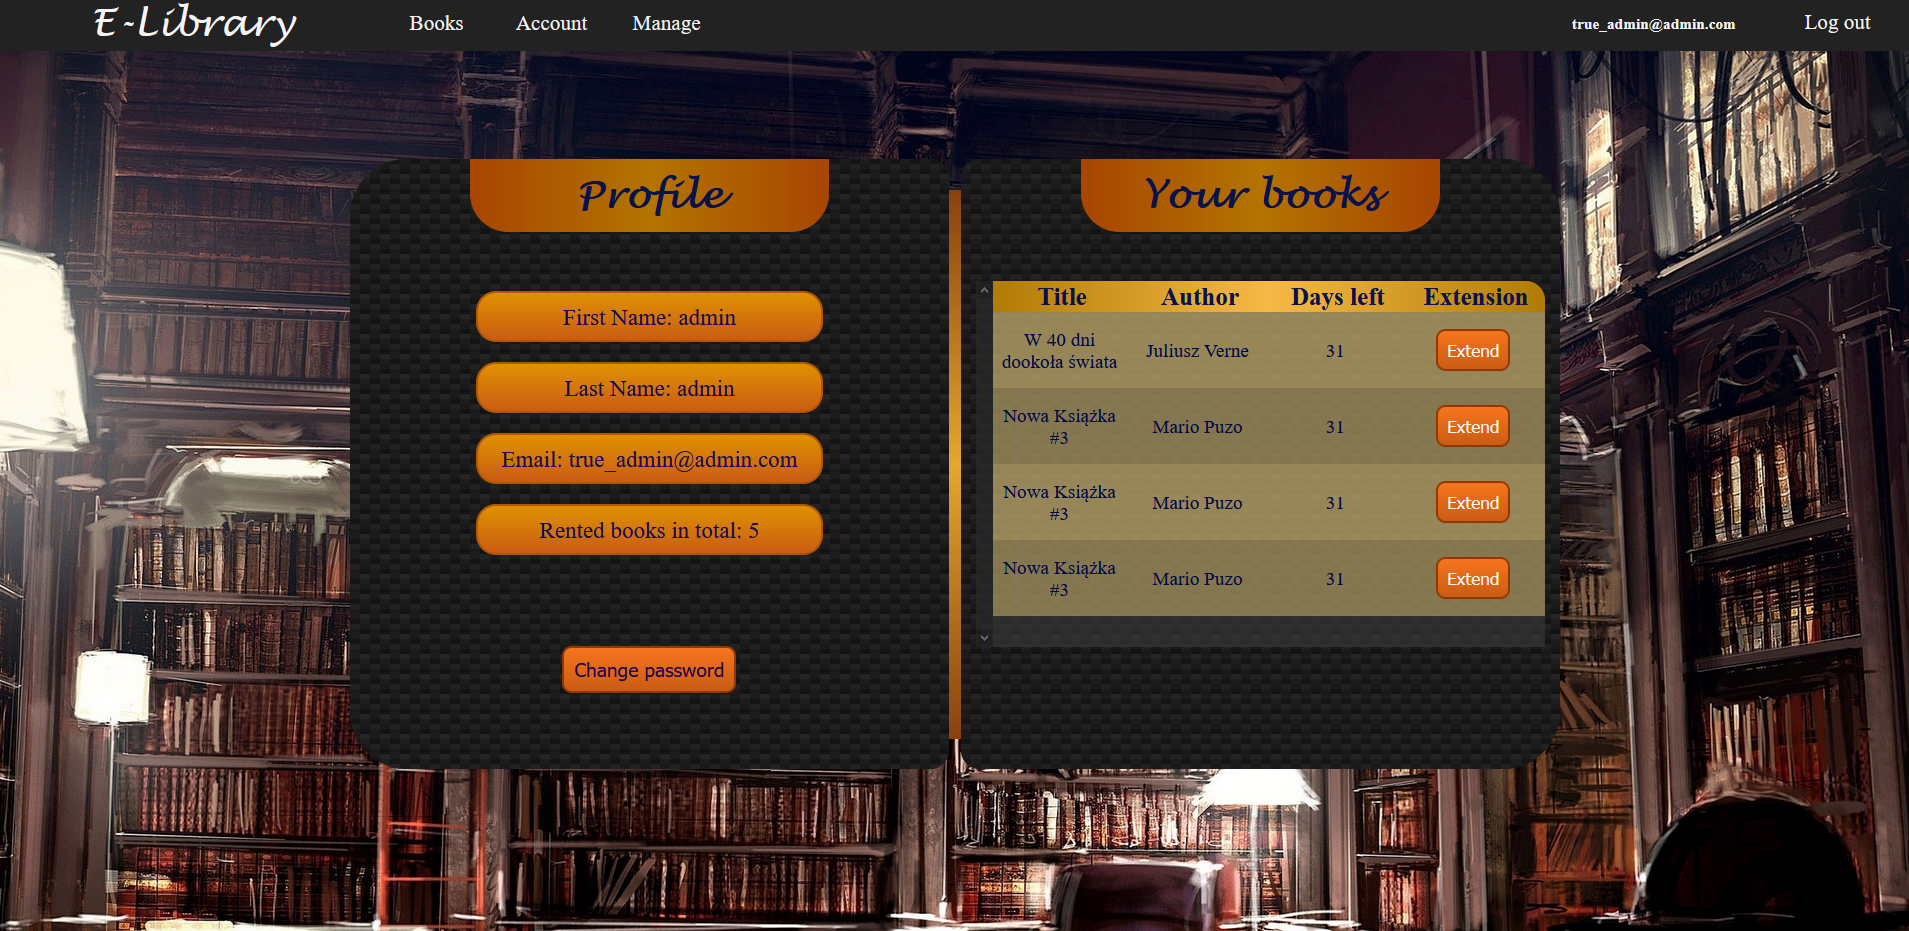 E-Library
Books Account Manage
true_admin@admin.com
Log out
Profile
First Name: admin
Last Name: admin
Email: true_admin@admin.com
Rented books in total: 5
Change password
Your books
Title Author Days left Extension
W 40 dni
dookoła świata
Juliusz Verne 31 Extend
Nowa Książka
#3
Mario Puzo 31 Extend
Nowa Książka
#3
Mario Puzo 31 Extend
Nowa Książka
#3
Mario Puzo 31 Extend